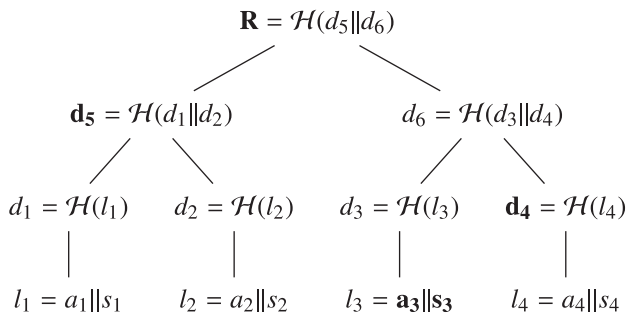 R = ℋ(d₅||d₆)
d₅ = ℋ(d₁||d₂) d₆ = ℋ(d₃||d₄)
d₁ = ℋ(l₁) d₂ = ℋ(l₂) d₃ = ℋ(l₃) d₄ = ℋ(l₄)
l₁ = a₁||s₁ l₂ = a₂||s₂ l₃ = a₃||s₃ l₄ = a₄||s₄